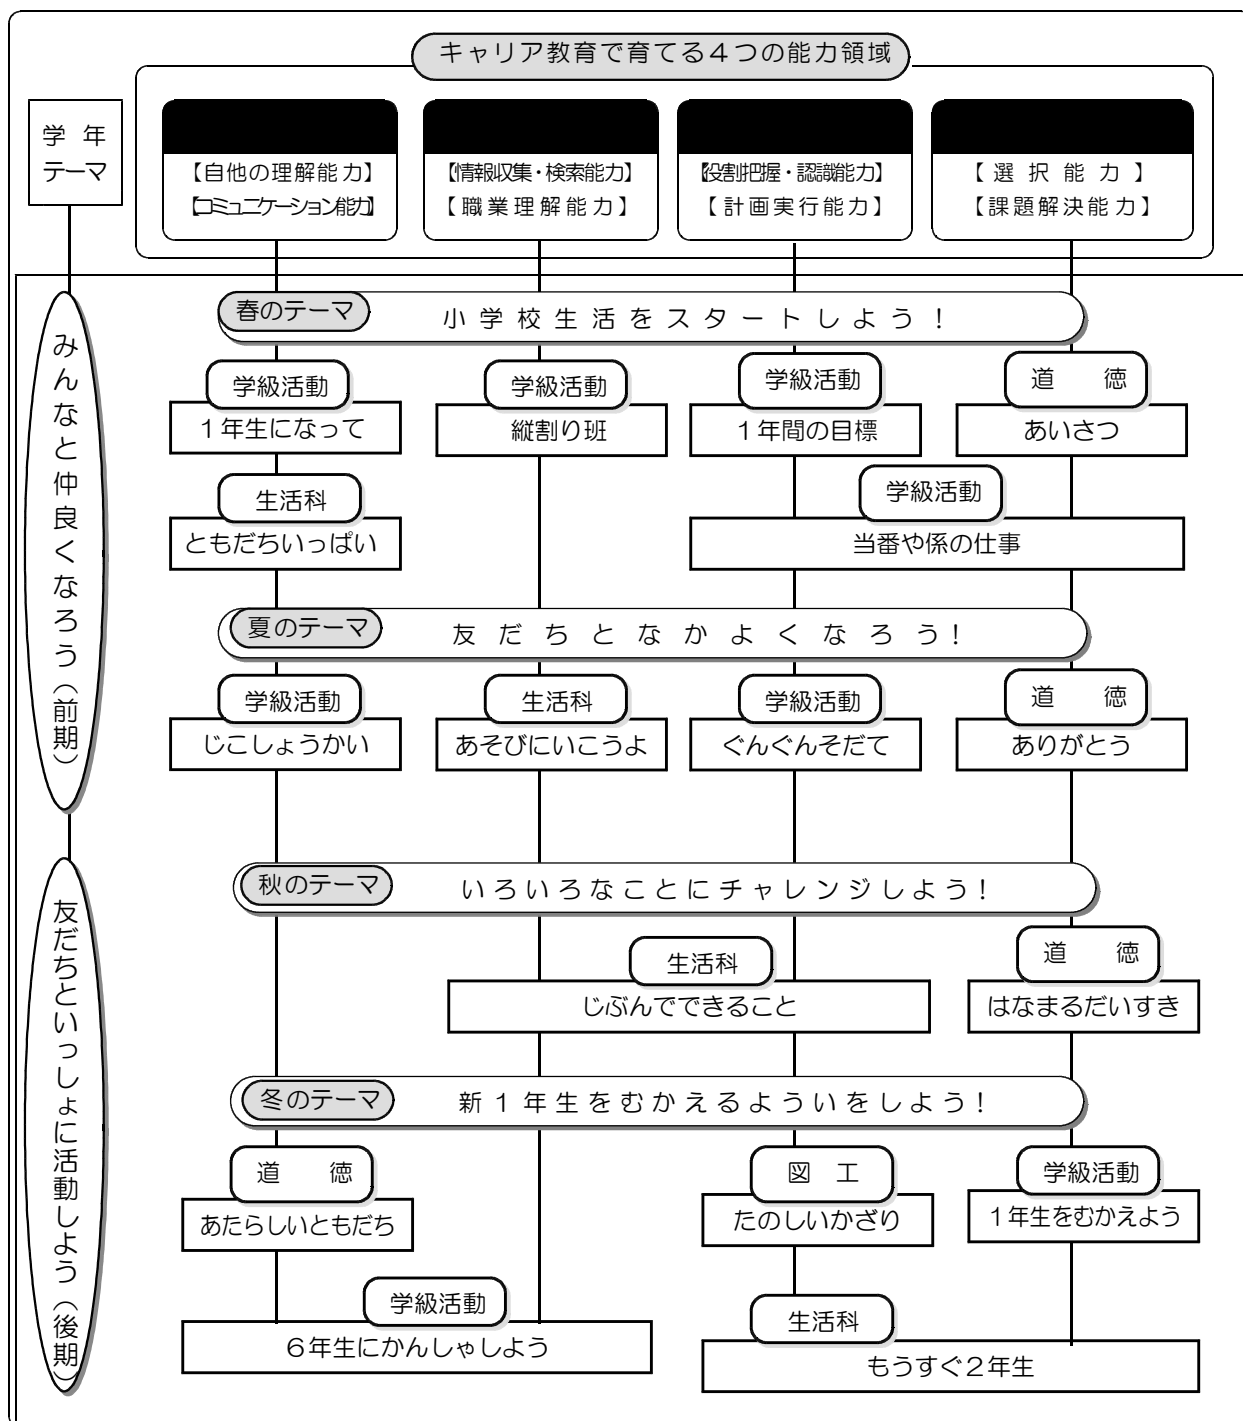 キャリア教育で育てる４つの能力領域
学年
テーマ
【自他の理解能力】
【コミュニケーション能力】
【情報収集・検索能力】
【職業理解能力】
【役割把握・認識能力】
【計画実行能力】
【選択能力】
【課題解決能力】
みんなと仲良くなろう（前期）
春のテーマ
小学校生活をスタートしよう！
学級活動
１年生になって
学級活動
縦割り班
学級活動
１年間の目標
道　徳
あいさつ
生活科
ともだちいっぱい
学級活動
当番や係の仕事
夏のテーマ
友だちとなかよくなろう！
学級活動
じこしょうかい
生活科
あそびにいこうよ
学級活動
ぐんぐんそだて
道　徳
ありがとう
友だちといっしょに活動しよう（後期）
秋のテーマ
いろいろなことにチャレンジしよう！
生活科
じぶんでできること
道　徳
はなまるだいすき
冬のテーマ
新１年生をむかえるよういをしよう！
道　徳
あたらしいともだち
図　工
たのしいかざり
学級活動
１年生をむかえよう
学級活動
６年生にかんしゃしよう
生活科
もうすぐ２年生